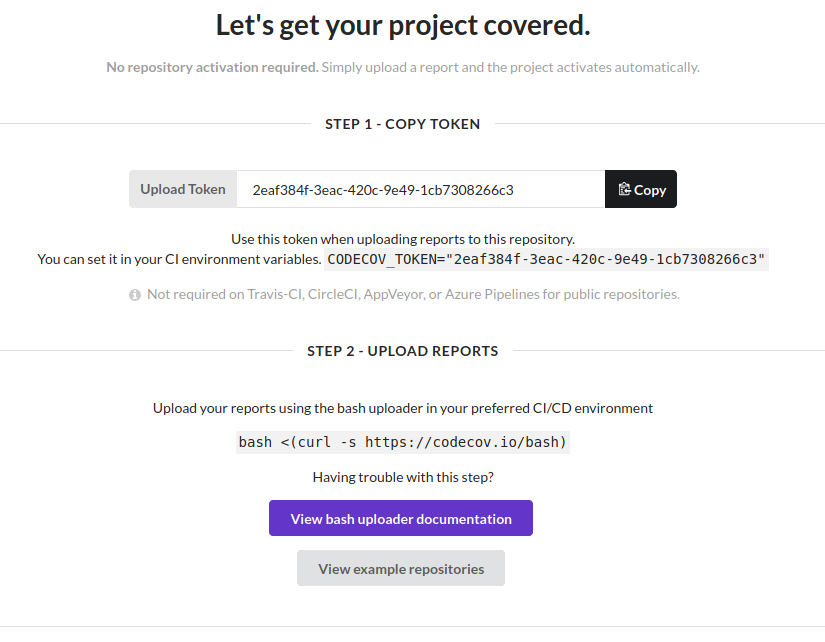 Let's get your project covered.
No repository activation required. Simply upload a report and the project activates automatically.
STEP 1 - COPY TOKEN
Upload Token 2eaf384f-3eac-420c-9e49-1cb7308266c3 Copy
Use this token when uploading reports to this repository.
You can set it in your CI environment variables. CODECOV_TOKEN="2eaf384f-3eac-420c-9e49-1cb7308266c3"
Not required on Travis-CI, CircleCI, AppVeyor, or Azure Pipelines for public repositories.
STEP 2 - UPLOAD REPORTS
Upload your reports using the bash uploader in your preferred CI/CD environment
bash <(curl -s https://codecov.io/bash)
Having trouble with this step?
View bash uploader documentation
View example repositories